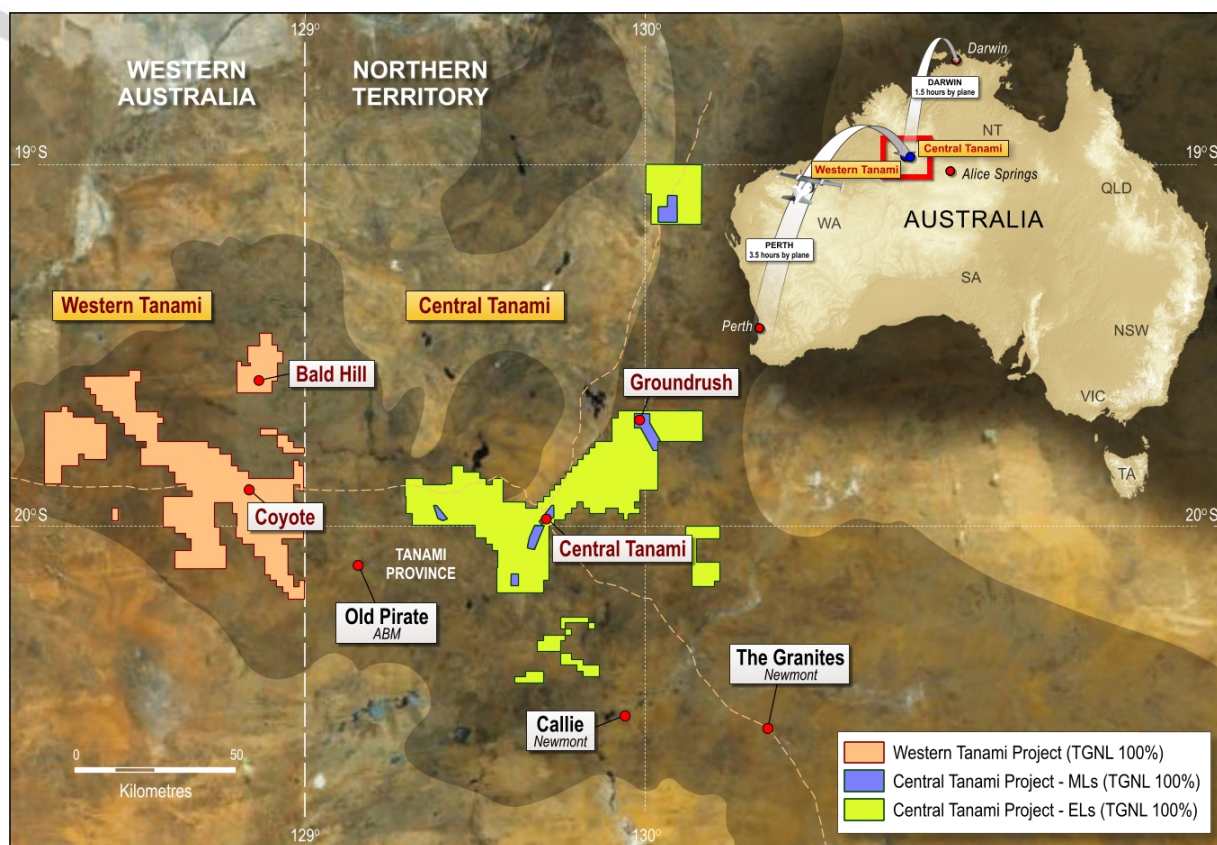 129°
130°
WESTERN
AUSTRALIA
NORTHERN
TERRITORY
19°S
Darwin
DARWIN
1.5 hours by plane
NT
Central Tanami
Western Tanami
Alice Springs
QLD
WA
AUSTRALIA
PERTH
3.5 hours by plane
SA
Perth
NSW
VIC
TA
Western Tanami
Central Tanami
Bald Hill
Groundrush
Coyote
20°S
20°S
Central Tanami
TANAMI
PROVINCE
Old Pirate
ABM
The Granites
Newmont
Callie
Newmont
0
50
Kilometres
Western Tanami Project (TGNL 100%)
Central Tanami Project - MLs (TGNL 100%)
Central Tanami Project - ELs (TGNL 100%)
129°
130°